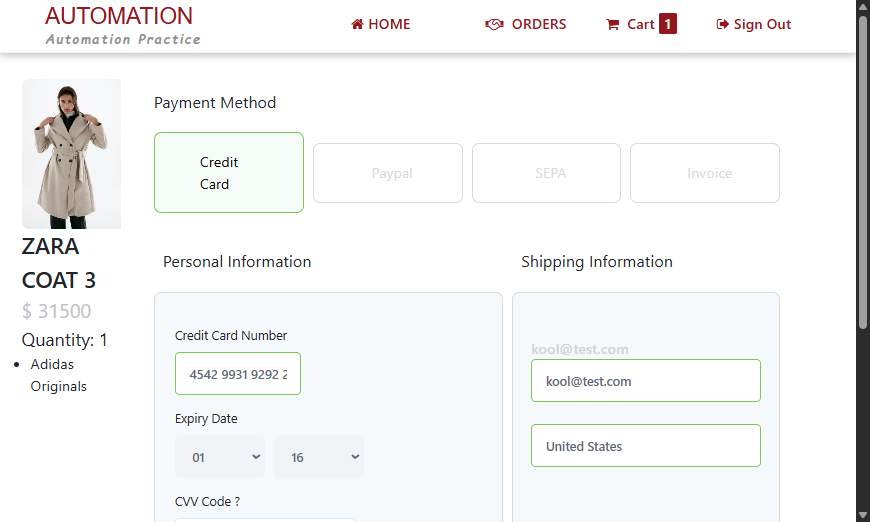 AUTOMATION
Automation Practice
HOME
ORDERS
Cart 1
Sign Out
Payment Method
Credit
Card
Paypal
SEPA
Invoice
ZARA
COAT 3
$ 31500
Quantity: 1
Adidas
Originals
Personal Information
Credit Card Number
4542 9931 9292 2
Expiry Date
01
16
CVV Code ?
Shipping Information
kool@test.com
kool@test.com
United States